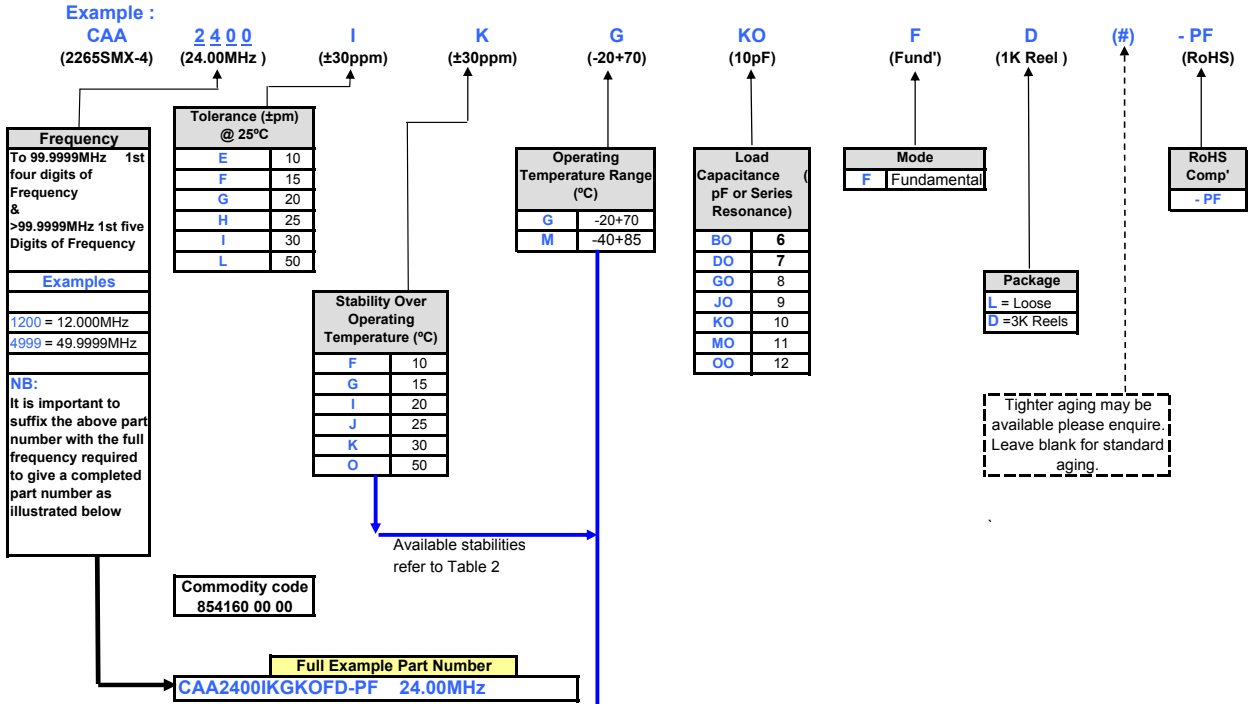 Example :
CAA 2 4 0 0 I K G KO F D (#) - PF
(2265SMX-4) (24.00MHz ) (±30ppm) (±30ppm) (-20+70) (10pF) (Fund') (1K Reel ) (RoHS)
Frequency
To 99.9999MHz 1st
four digits of
Frequency
&
>99.9999MHz 1st five
Digits of Frequency
Examples
1200 = 12.000MHz
4999 = 49.9999MHz
NB:
It is important to
suffix the above part
number with the full
frequency required
to give a completed
part number as
illustrated below
Tolerance (±pm)
@ 25ºC
E 10
F 15
G 20
H 25
I 30
L 50
Stability Over
Operating
Temperature (ºC)
F 10
G 15
I 20
J 25
K 30
O 50
Available stabilities
refer to Table 2
Operating
Temperature Range
(ºC)
G -20+70
M -40+85
Load
Capacitance (
pF or Series
Resonance)
BO 6
DO 7
GO 8
JO 9
KO 10
MO 11
OO 12
Mode
F Fundamental
Package
L = Loose
D =3K Reels
Tighter aging may be
available please enquire.
Leave blank for standard
aging.
RoHS
Comp'
- PF
`
Commodity code
854160 00 00
Full Example Part Number
CAA2400IKGKOFD-PF 24.00MHz